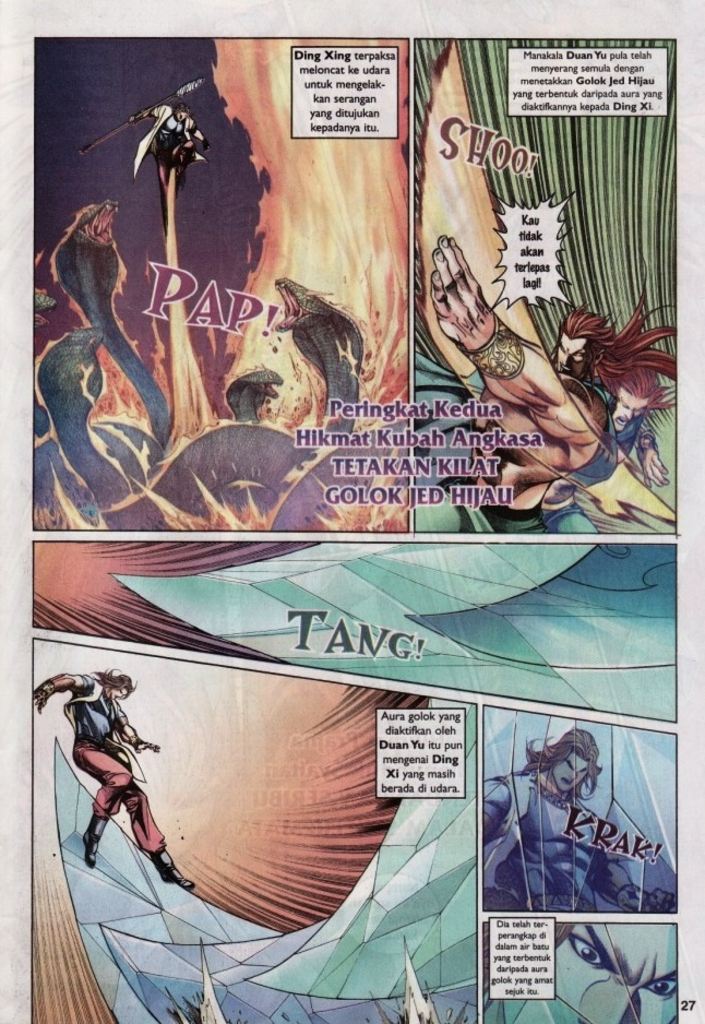 Ding Xing terpaksa
meloncat ke udara
untuk mengelak-
kan serangan
yang ditujukan
kepadanya itu.
PAP!
Manakala Duan Yu pula telah
menyerang semula dengan
menetakkan Golok Jed Hijau
yang terbentuk daripada aura yang
diaktifkannya kepada Ding Xi.
SHOO!
Kau
tidak
akan
terlepas
lagi!
Peringkat Kedua
Hikmat Kubah Angkasa
TETAKAN KILAT
GOLOK JED HIJAU
TANG!
Aura golok yang
diaktifkan oleh
Duan Yu itu pun
mengenai Ding
Xi yang masih
berada di udara.
KRAK!
Dia telah ter-
perangkap di
dalam air batu
yang terbentuk
daripada aura
golok yang amat
sejuk itu.
27